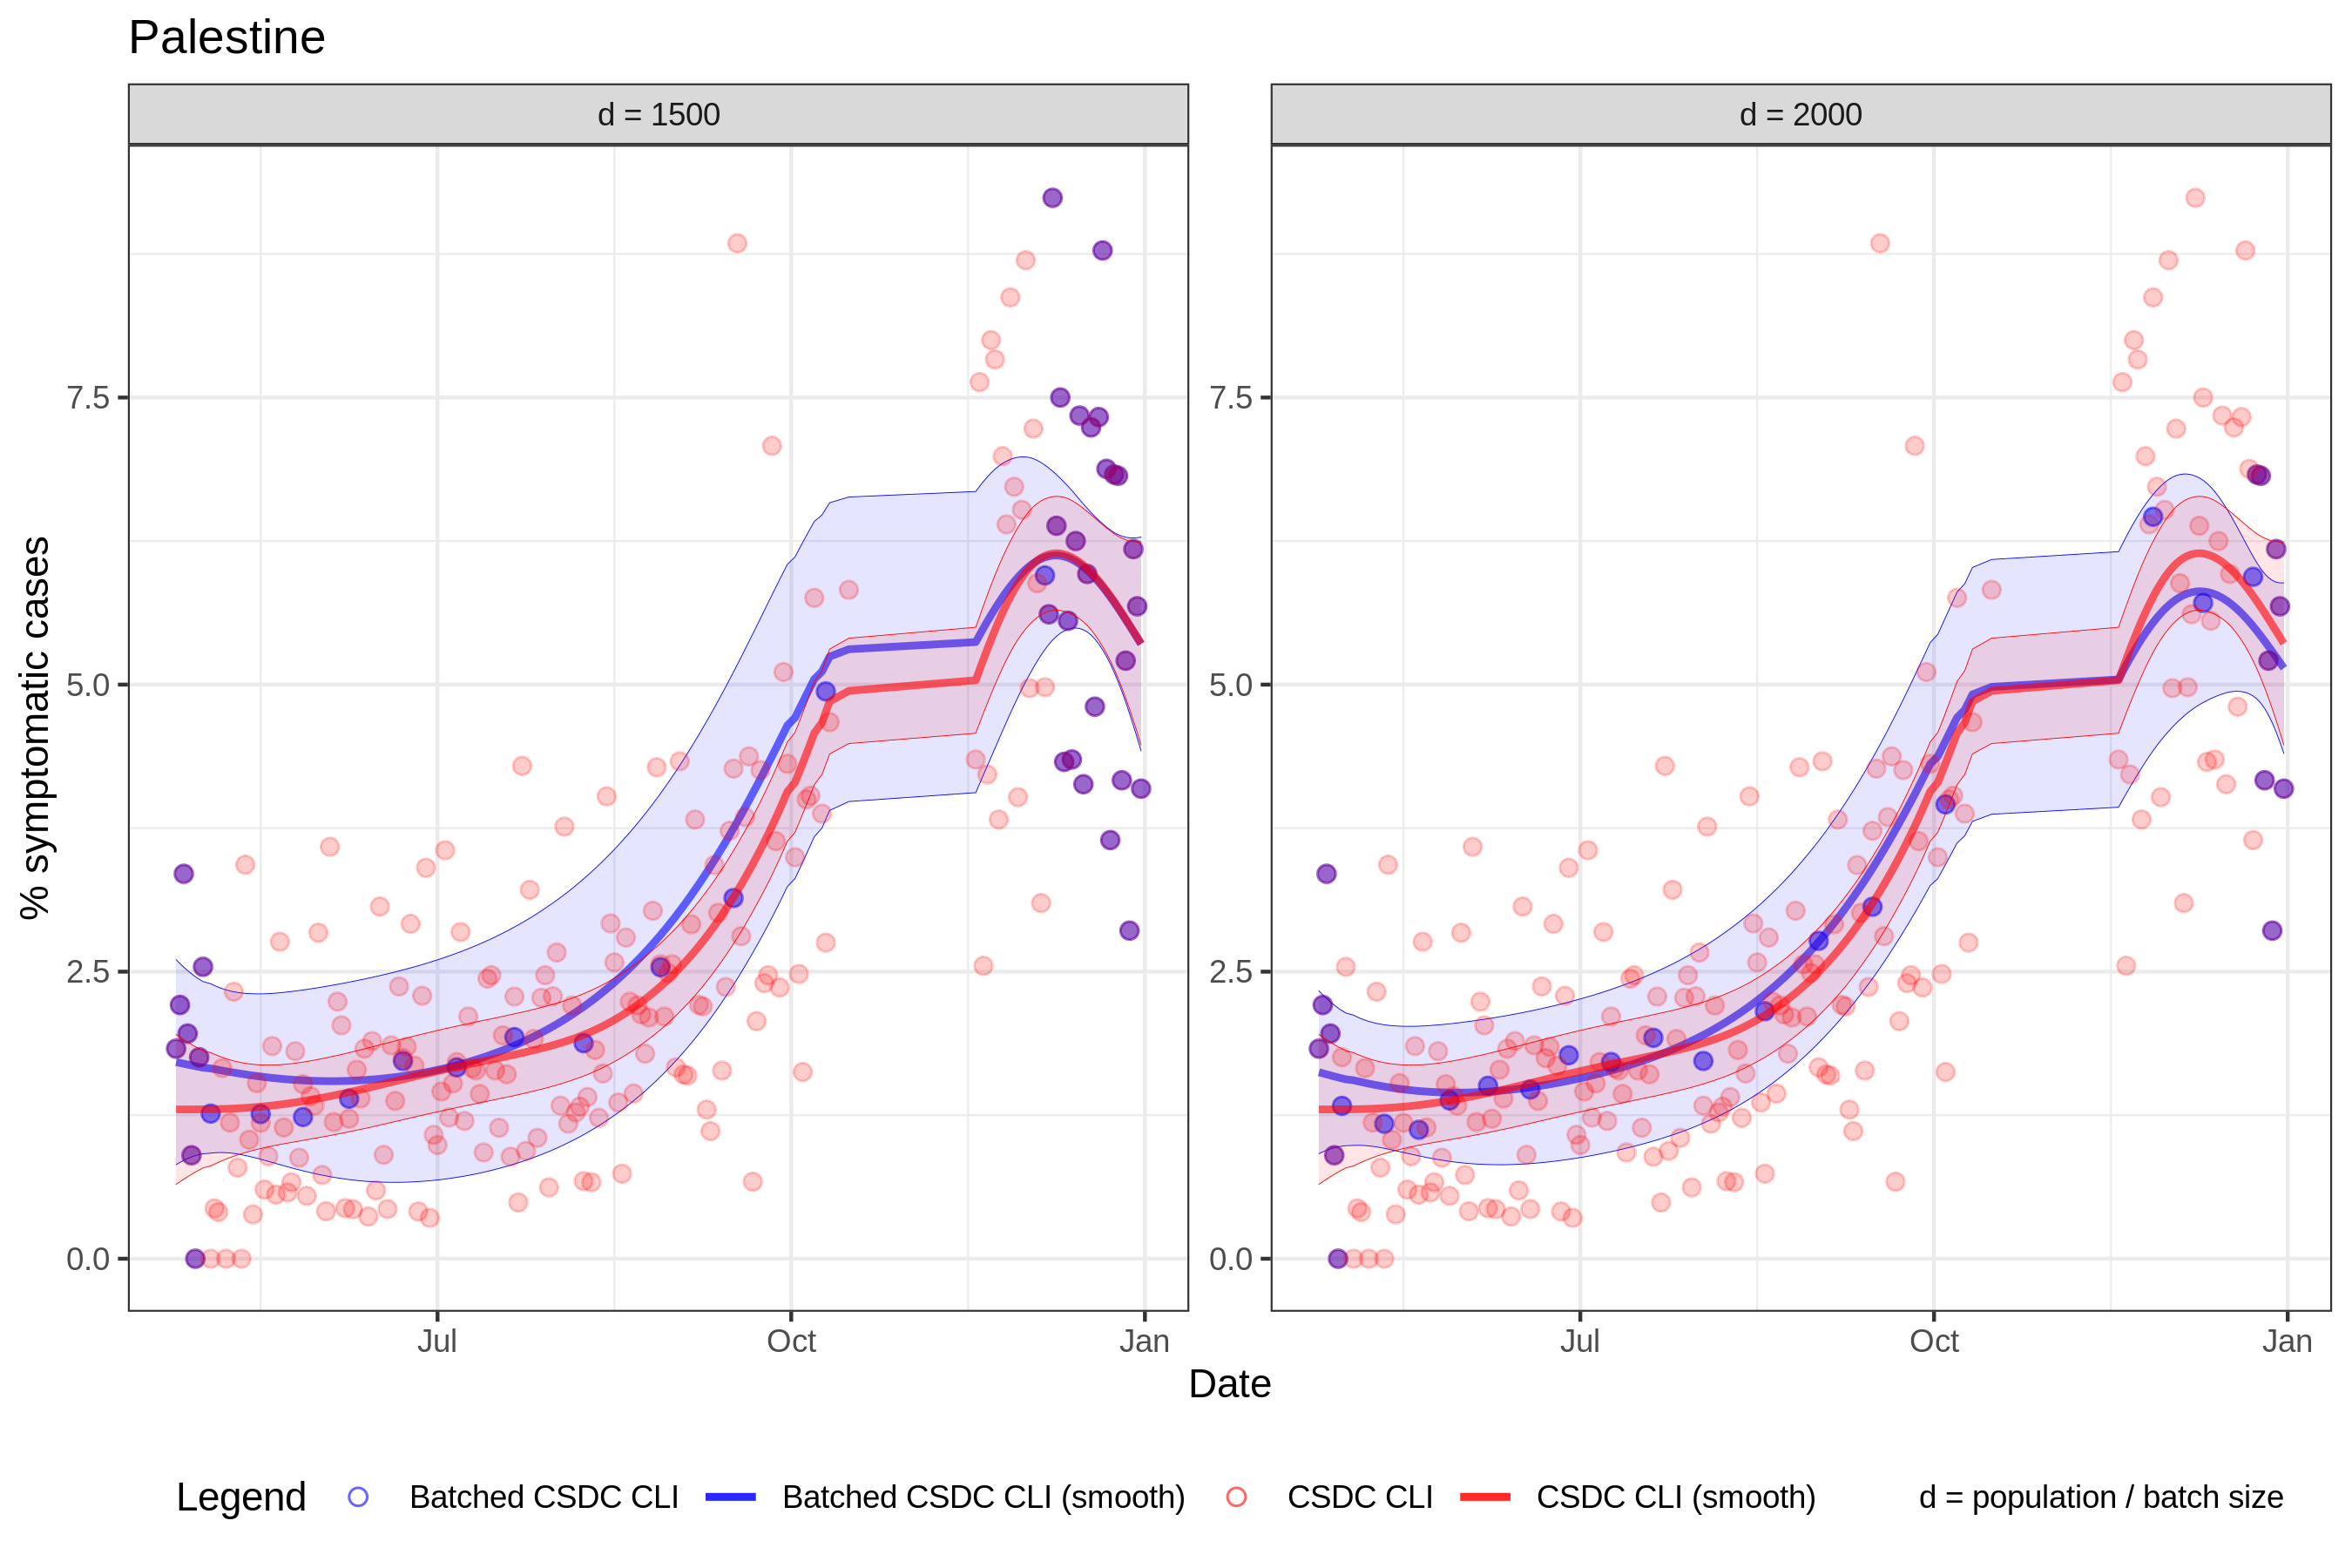 Palestine
d = 1500
d = 2000
% symptomatic cases
7.5
5.0
2.5
0.0
7.5
5.0
2.5
0.0
Jul
Oct
Jan
Jul
Oct
Jan
Date
Legend
Batched CSDC CLI
Batched CSDC CLI (smooth)
CSDC CLI
CSDC CLI (smooth)
d = population / batch size